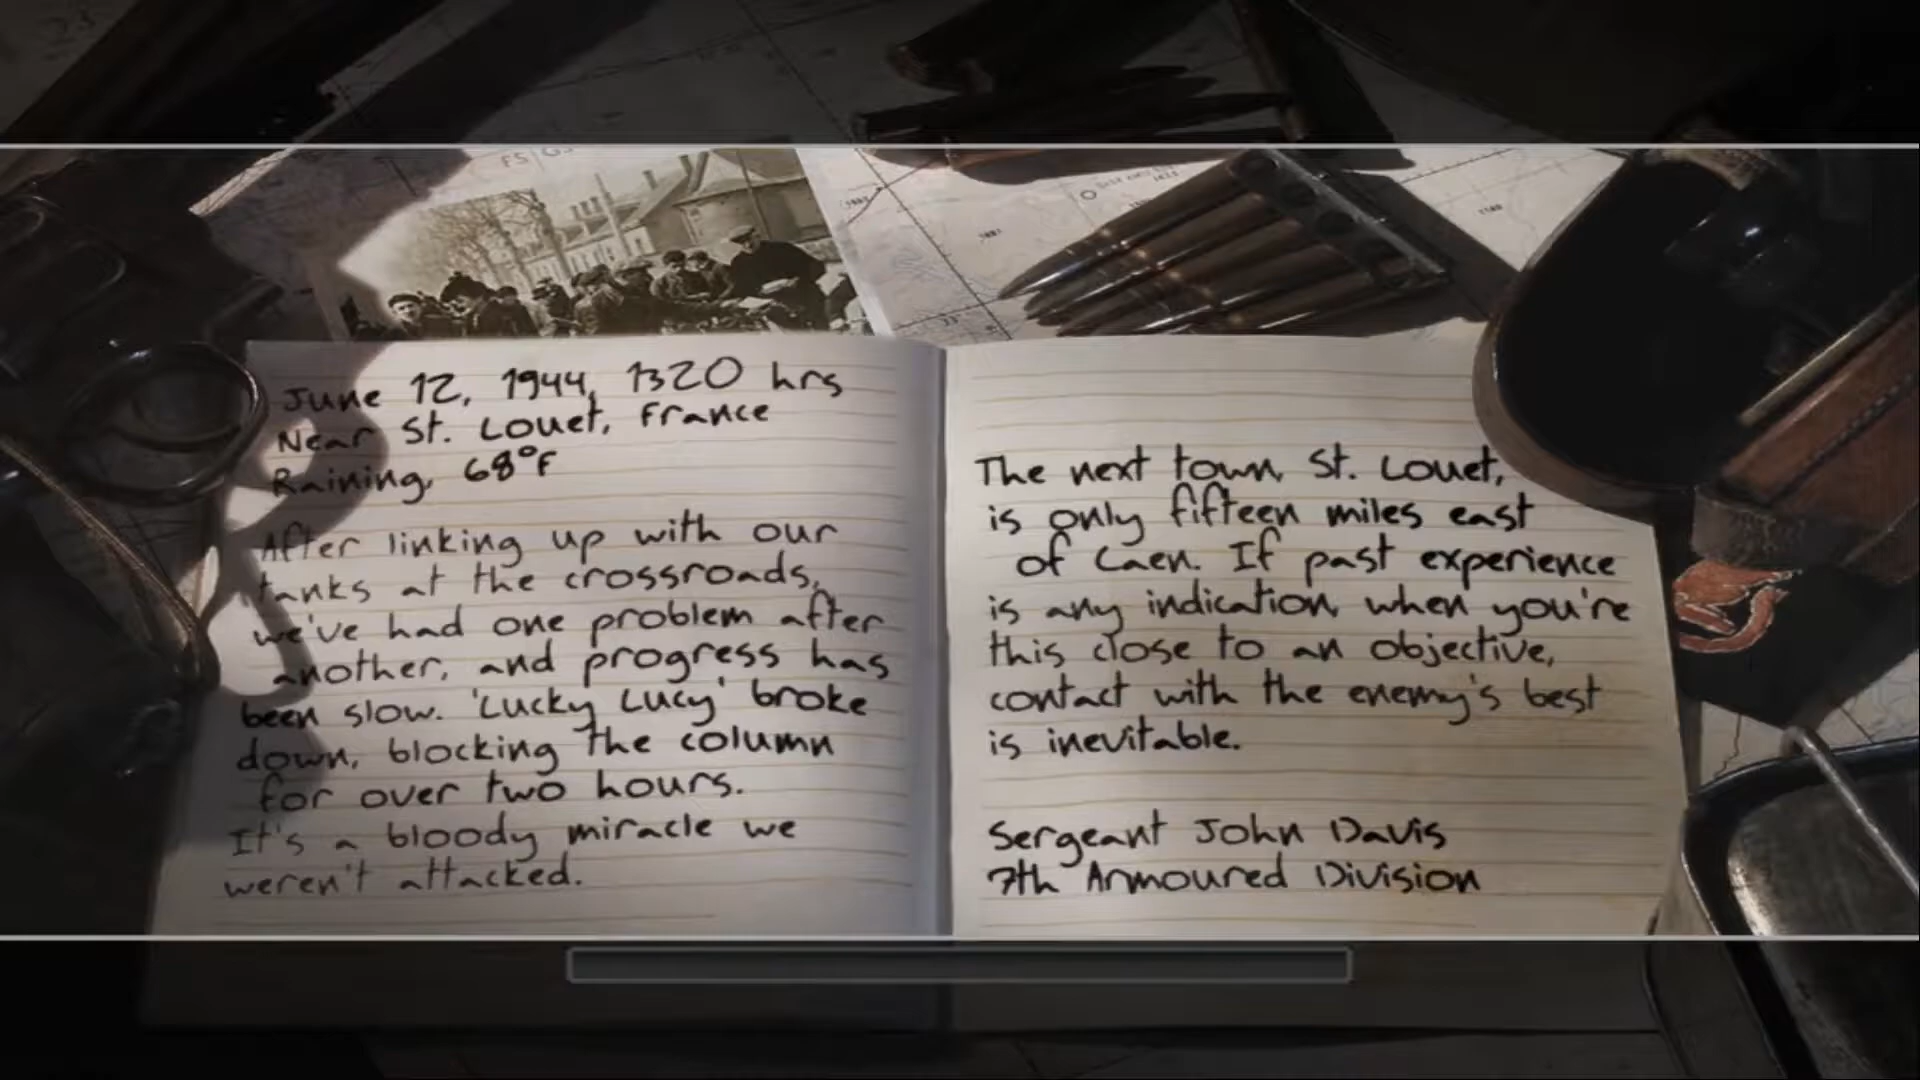 FS GS
June 12, 1944, 1320 hrs
Near St. Louet, France
Raining, 68°F
After linking up with our
tanks at the crossroads,
we've had one problem after
another, and progress has
been slow. 'Lucky Lucy' broke
down, blocking the column
for over two hours.
It's a bloody miracle we
weren't attacked.
The next town, St. Louet,
is only fifteen miles east
of Caen. If past experience
is any indication, when you're
this close to an objective,
contact with the enemy's best
is inevitable.
Sergeant John Davis
7th Armoured Division